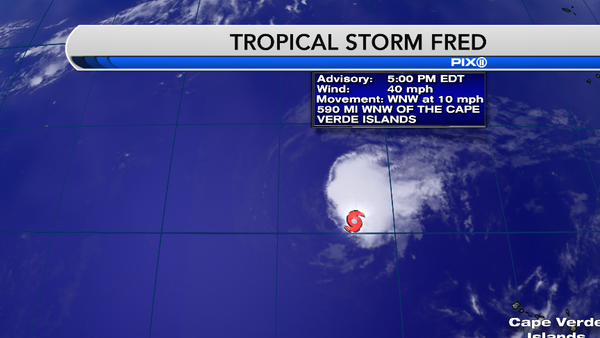 TROPICAL STORM FRED
PIX11
Advisory: 5:00 PM EDT
Wind: 40 mph
Movement: WNW at 10 mph
590 MI WNW OF THE CAPE
VERDE ISLANDS
Cape Verde
Islands